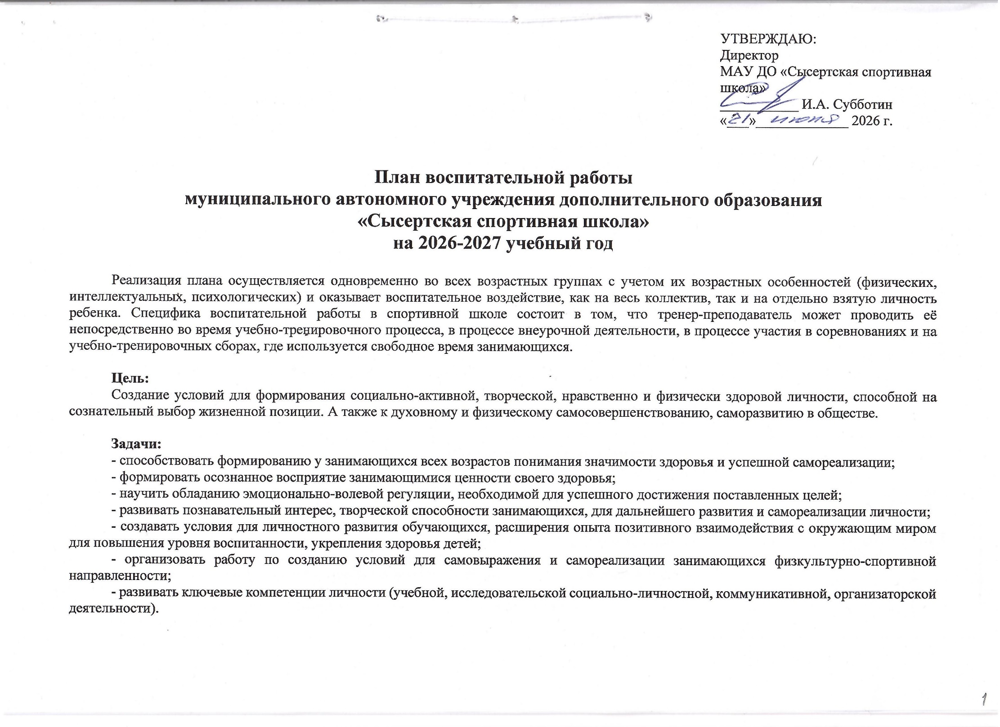 УТВЕРЖДАЮ:
Директор
МАУ ДО «Сысертская спортивная
школа»
___________ И.А. Субботин
«21» июня 2026 г.
План воспитательной работы
муниципального автономного учреждения дополнительного образования
«Сысертская спортивная школа»
на 2026-2027 учебный год
Реализация плана осуществляется одновременно во всех возрастных группах с учетом их возрастных особенностей (физических,
интеллектуальных, психологических) и оказывает воспитательное воздействие, как на весь коллектив, так и на отдельно взятую личность
ребенка. Специфика воспитательной работы в спортивной школе состоит в том, что тренер-преподаватель может проводить её
непосредственно во время учебно-тренировочного процесса, в процессе внеурочной деятельности, в процессе участия в соревнованиях и на
учебно-тренировочных сборах, где используется свободное время занимающихся.
Цель:
Создание условий для формирования социально-активной, творческой, нравственно и физически здоровой личности, способной на
сознательный выбор жизненной позиции. А также к духовному и физическому самосовершенствованию, саморазвитию в обществе.
Задачи:
- способствовать формированию у занимающихся всех возрастов понимания значимости здоровья и успешной самореализации;
- формировать осознанное восприятие занимающимися ценности своего здоровья;
- научить обладанию эмоционально-волевой регуляции, необходимой для успешного достижения поставленных целей;
- развивать познавательный интерес, творческой способности занимающихся, для дальнейшего развития и самореализации личности;
- создавать условия для личностного развития обучающихся, расширения опыта позитивного взаимодействия с окружающим миром
для повышения уровня воспитанности, укрепления здоровья детей;
- организовать работу по созданию условий для самовыражения и самореализации занимающихся физкультурно-спортивной
направленности;
- развивать ключевые компетенции личности (учебной, исследовательской социально-личностной, коммуникативной, организаторской
деятельности).
1